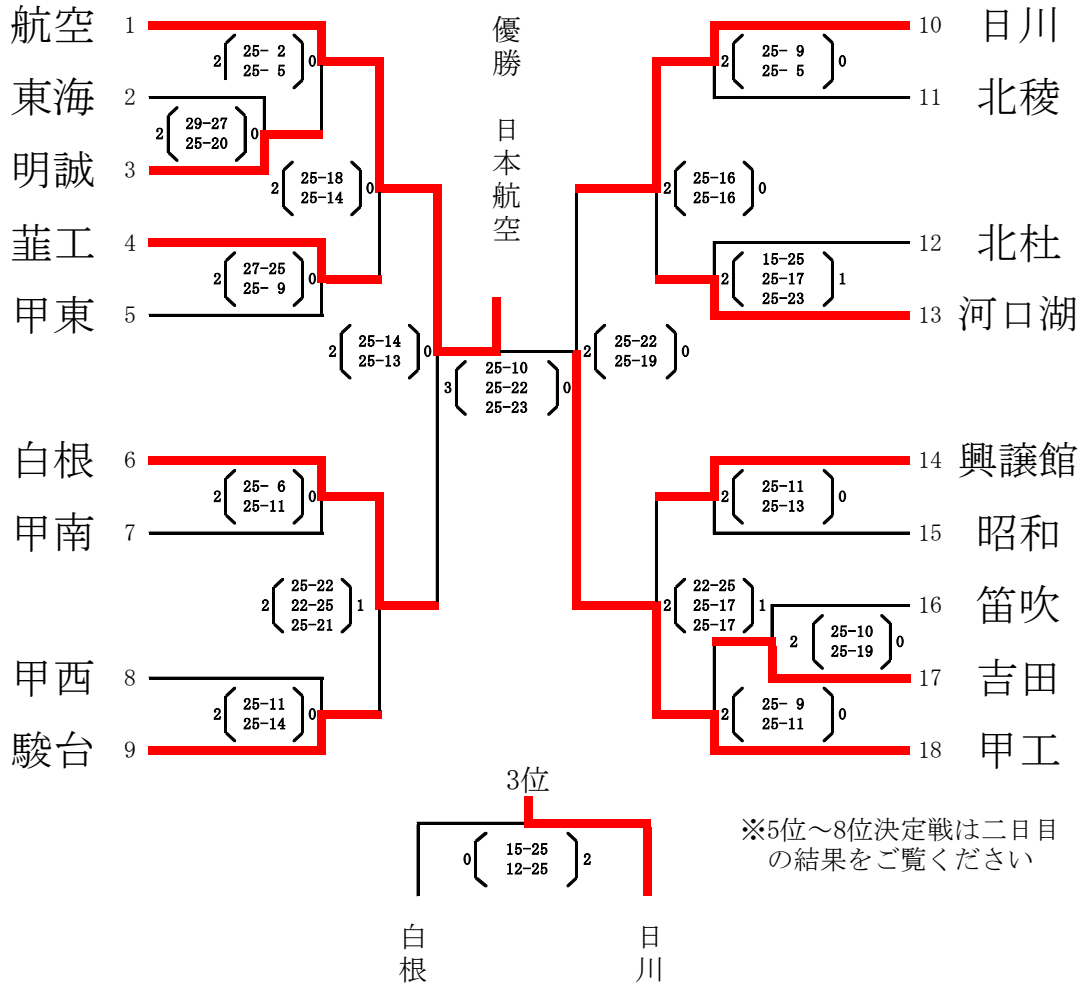 航空 1
2 25- 2 0
25- 5
東海 2
2 29-27 0
25-20
明誠 3
2 25-18 0
25-14
韮工 4
2 27-25 0
25- 9
甲東 5
2 25-14 0
25-13
白根 6
2 25- 6 0
25-11
甲南 7
25-22
2 22-25 1
25-21
甲西 8
2 25-11 0
25-14
駿台 9
優勝 日本航空
25-10
3 25-22 0
25-23
10 日川
2 25- 9 0
25- 5
11 北稜
2 25-16 0
25-16
12 北杜
15-25
2 25-17 1
25-23
13 河口湖
2 25-22 0
25-19
14 興譲館
2 25-11 0
25-13
15 昭和
22-25
2 25-17 1
25-17
16 笛吹
2 25-10 0
25-19
17 吉田
2 25- 9 0
25-11
18 甲工
3位
0 15-25 2
12-25
白根
日川
※5位～8位決定戦は二日目
の結果をご覧ください